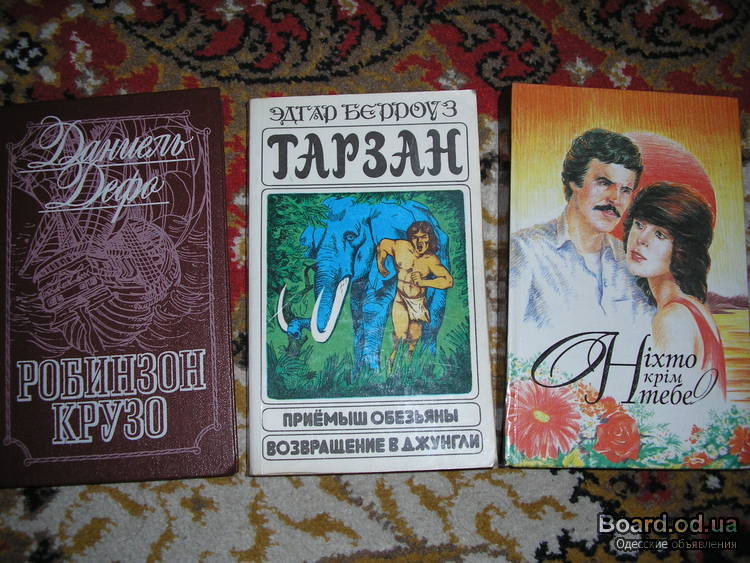 Даниель
Дефо
РОБИНЗОН
КРУЗО
ЭДГАР БЕРРОУЗ
ТАРЗАН
ПРИЁМЫШ ОБЕЗЬЯНЫ
ВОЗВРАЩЕНИЕ В ДЖУНГЛИ
Ніхто
крім
тебе
Board.od.ua
Одесские объявления